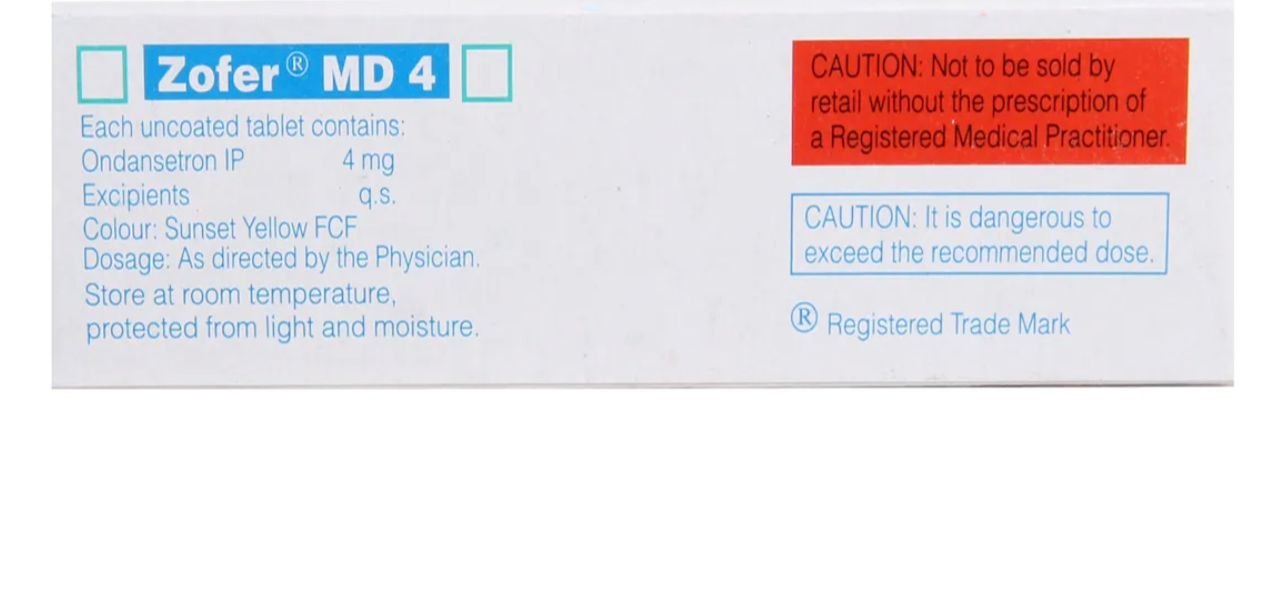 Zofer® MD 4
Each uncoated tablet contains:
Ondansetron IP 4 mg
Excipients q.s.
Colour: Sunset Yellow FCF
Dosage: As directed by the Physician.
Store at room temperature,
protected from light and moisture.
CAUTION: Not to be sold by
retail without the prescription of
a Registered Medical Practitioner.
CAUTION: It is dangerous to
exceed the recommended dose.
® Registered Trade Mark